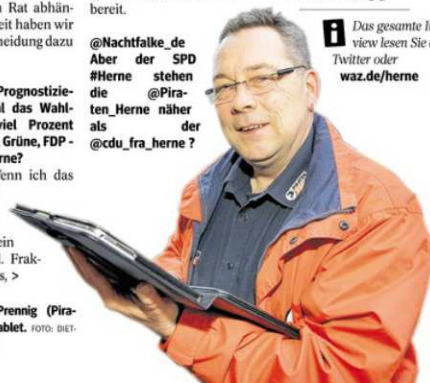 n Rat abhän-
eit haben wir
heidung dazu
Prognostizie-
al das Wahl-
viel Prozent
Grüne, FDP -
rne?
Wenn ich das
ein
l. Frak-
s, >
Prennig (Pira-
ablet. FOTO: DIET-
bereit.
@Nachtfalke_de
Aber der SPD
#Herne stehen
die @Pira-
ten_Herne näher
als der
@cdu_fra_herne ?
Das gesamte I
view lesen Sie
Twitter oder
waz.de/herne